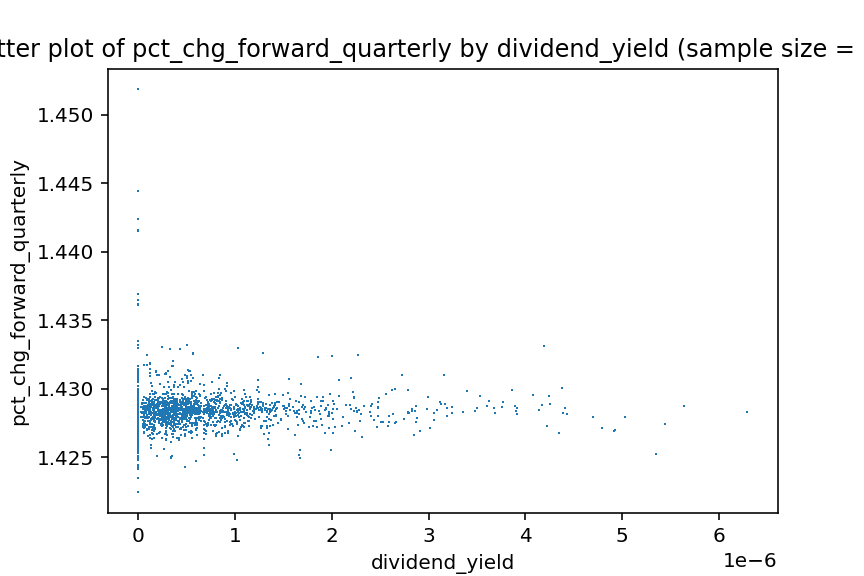 tter plot of pct_chg_forward_quarterly by dividend_yield (sample size =
1.450
1.445
1.440
1.435
1.430
1.425
pct_chg_forward_quarterly
0 1 2 3 4 5 6
1e−6
dividend_yield